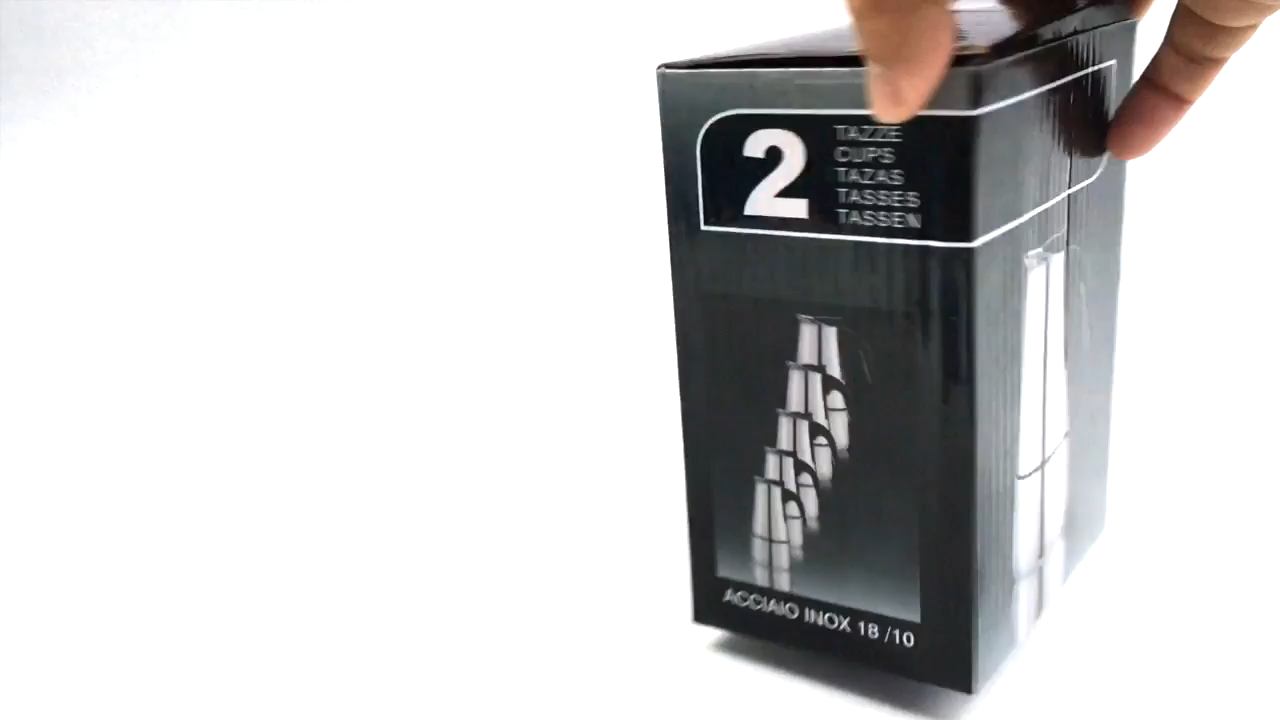 2
TAZZE
CUPS
TAZAS
TASSES
TASSEN
ACCIAIO INOX 18 /10